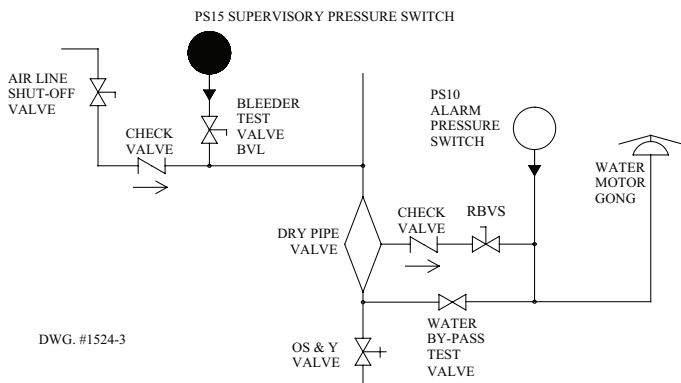 PS15 SUPERVISORY PRESSURE SWITCH
AIR LINE
SHUT-OFF
VALVE
BLEEDER
TEST
VALVE
BVL
CHECK
VALVE
PS10
ALARM
PRESSURE
SWITCH
WATER
MOTOR
GONG
DRY PIPE
VALVE
CHECK
VALVE
RBVS
DWG. #1524-3
OS & Y
VALVE
WATER
BY-PASS
TEST
VALVE